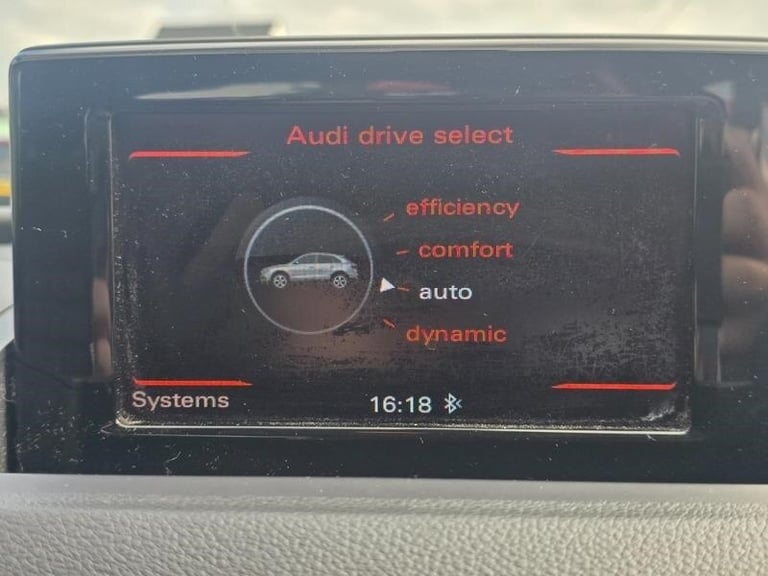 Audi drive select
efficiency
comfort
auto
dynamic
Systems
16:18